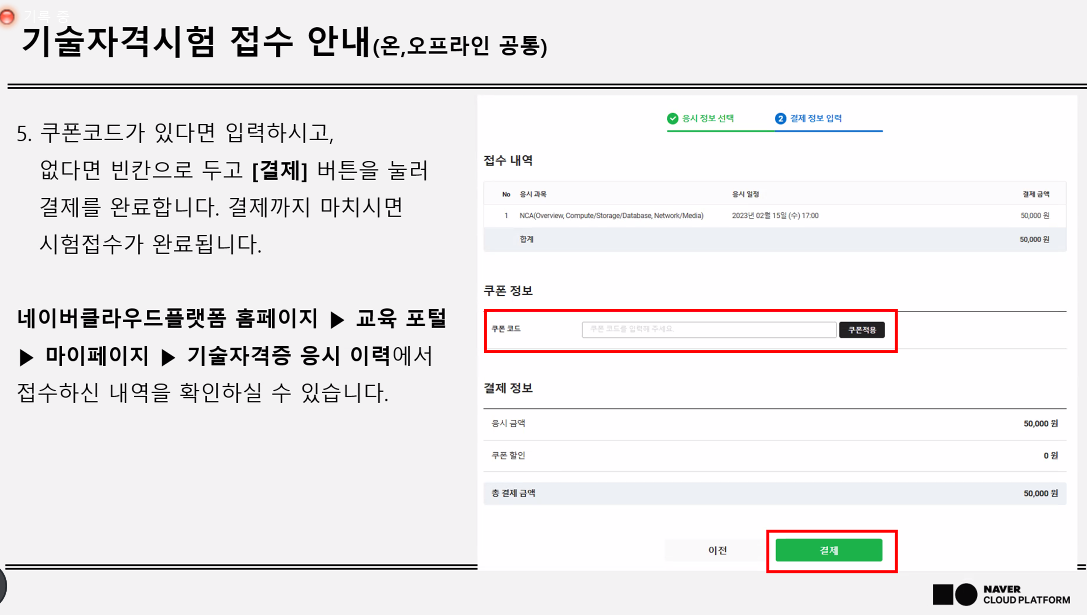 기록 중
기술자격시험 접수 안내(온,오프라인 공통)
5. 쿠폰코드가 있다면 입력하시고,
없다면 빈칸으로 두고 [결제] 버튼을 눌러
결제를 완료합니다. 결제까지 마치시면
시험접수가 완료됩니다.
네이버클라우드플랫폼 홈페이지 ▶ 교육 포털
▶ 마이페이지 ▶ 기술자격증 응시 이력에서
접수하신 내역을 확인하실 수 있습니다.
응시 정보 선택 2 결제 정보 입력
접수 내역
No 응시 과목 응시 일정 결제 금액
1 NCA(Overview, Compute/Storage/Database, Network/Media) 2023년 02월 15일 (수) 17:00 50,000 원
합계 50,000 원
쿠폰 정보
쿠폰 코드 쿠폰 코드를 입력해 주세요. 쿠폰적용
결제 정보
응시 금액 50,000 원
쿠폰 할인 0 원
총 결제 금액 50,000 원
이전 결제
NAVER
CLOUD PLATFORM